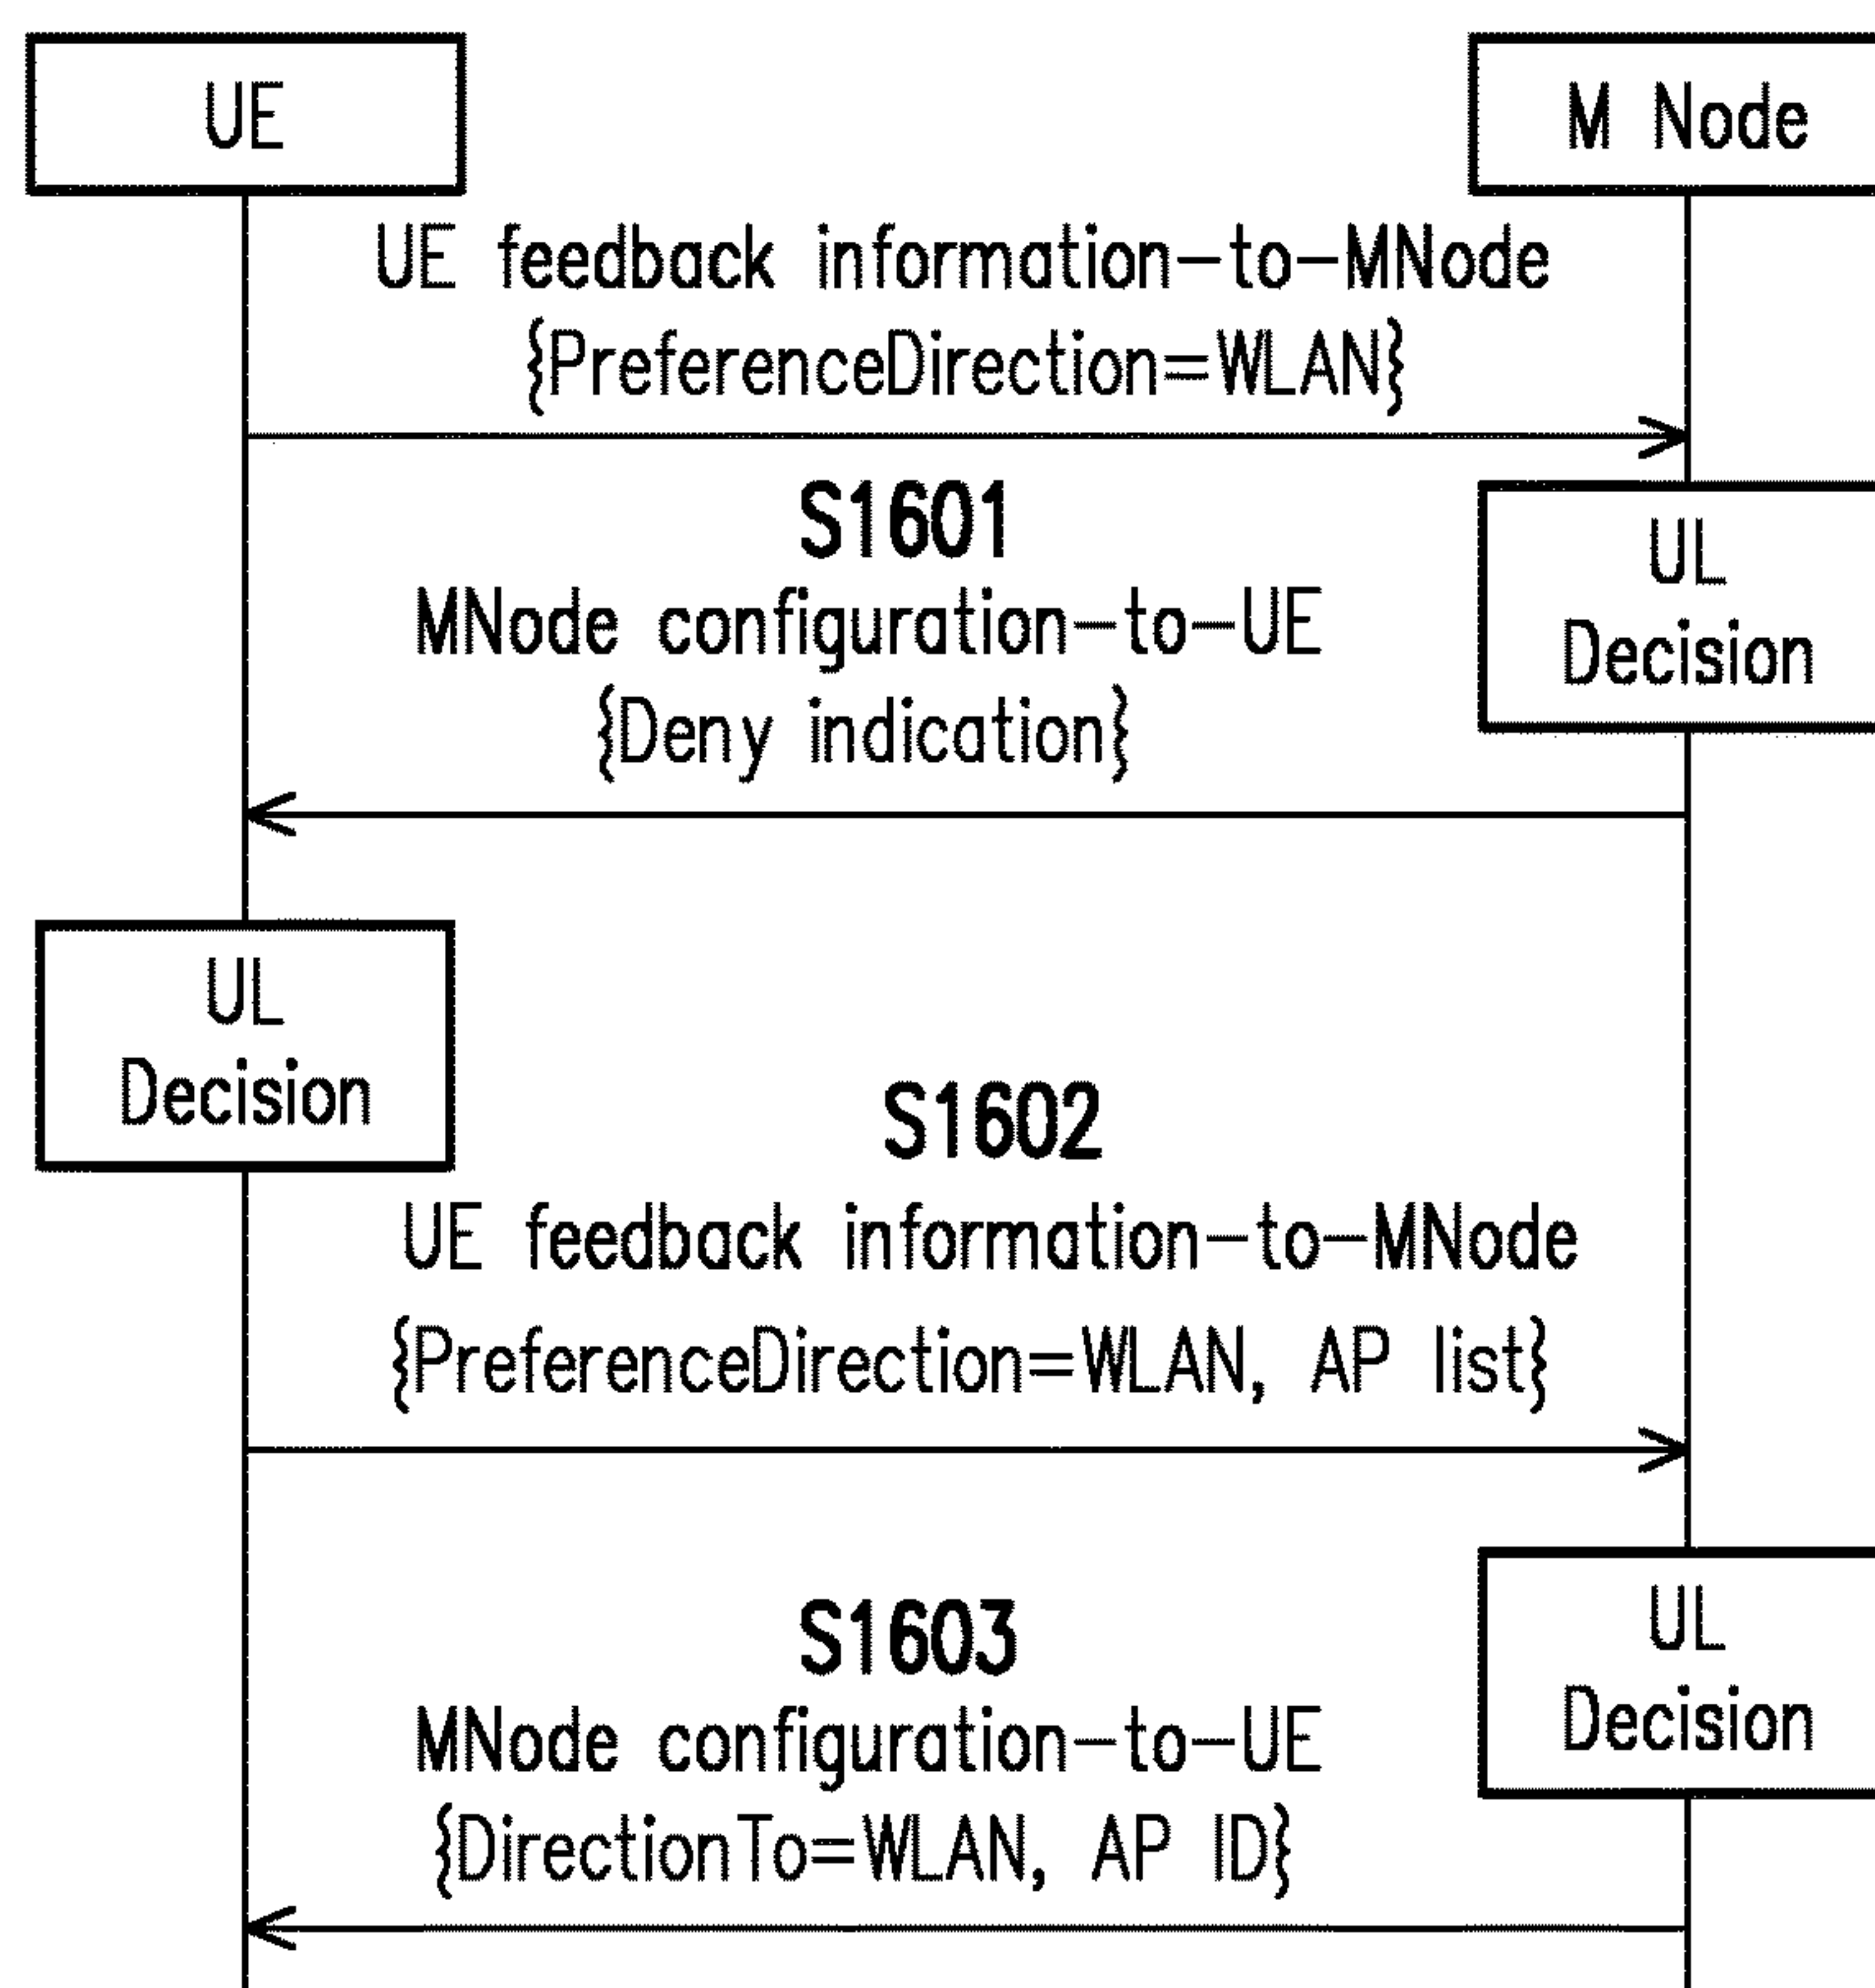 UE
M Node
UE feedback information-to-MNode
{PreferenceDirection=WLAN}
S1601
MNode configuration-to-UE
{Deny indication}
UL
Decision
UL
Decision
S1602
UE feedback information-to-MNode
{PreferenceDirection=WLAN, AP list}
S1603
MNode configuration-to-UE
{DirectionTo=WLAN, AP ID}
UL
Decision